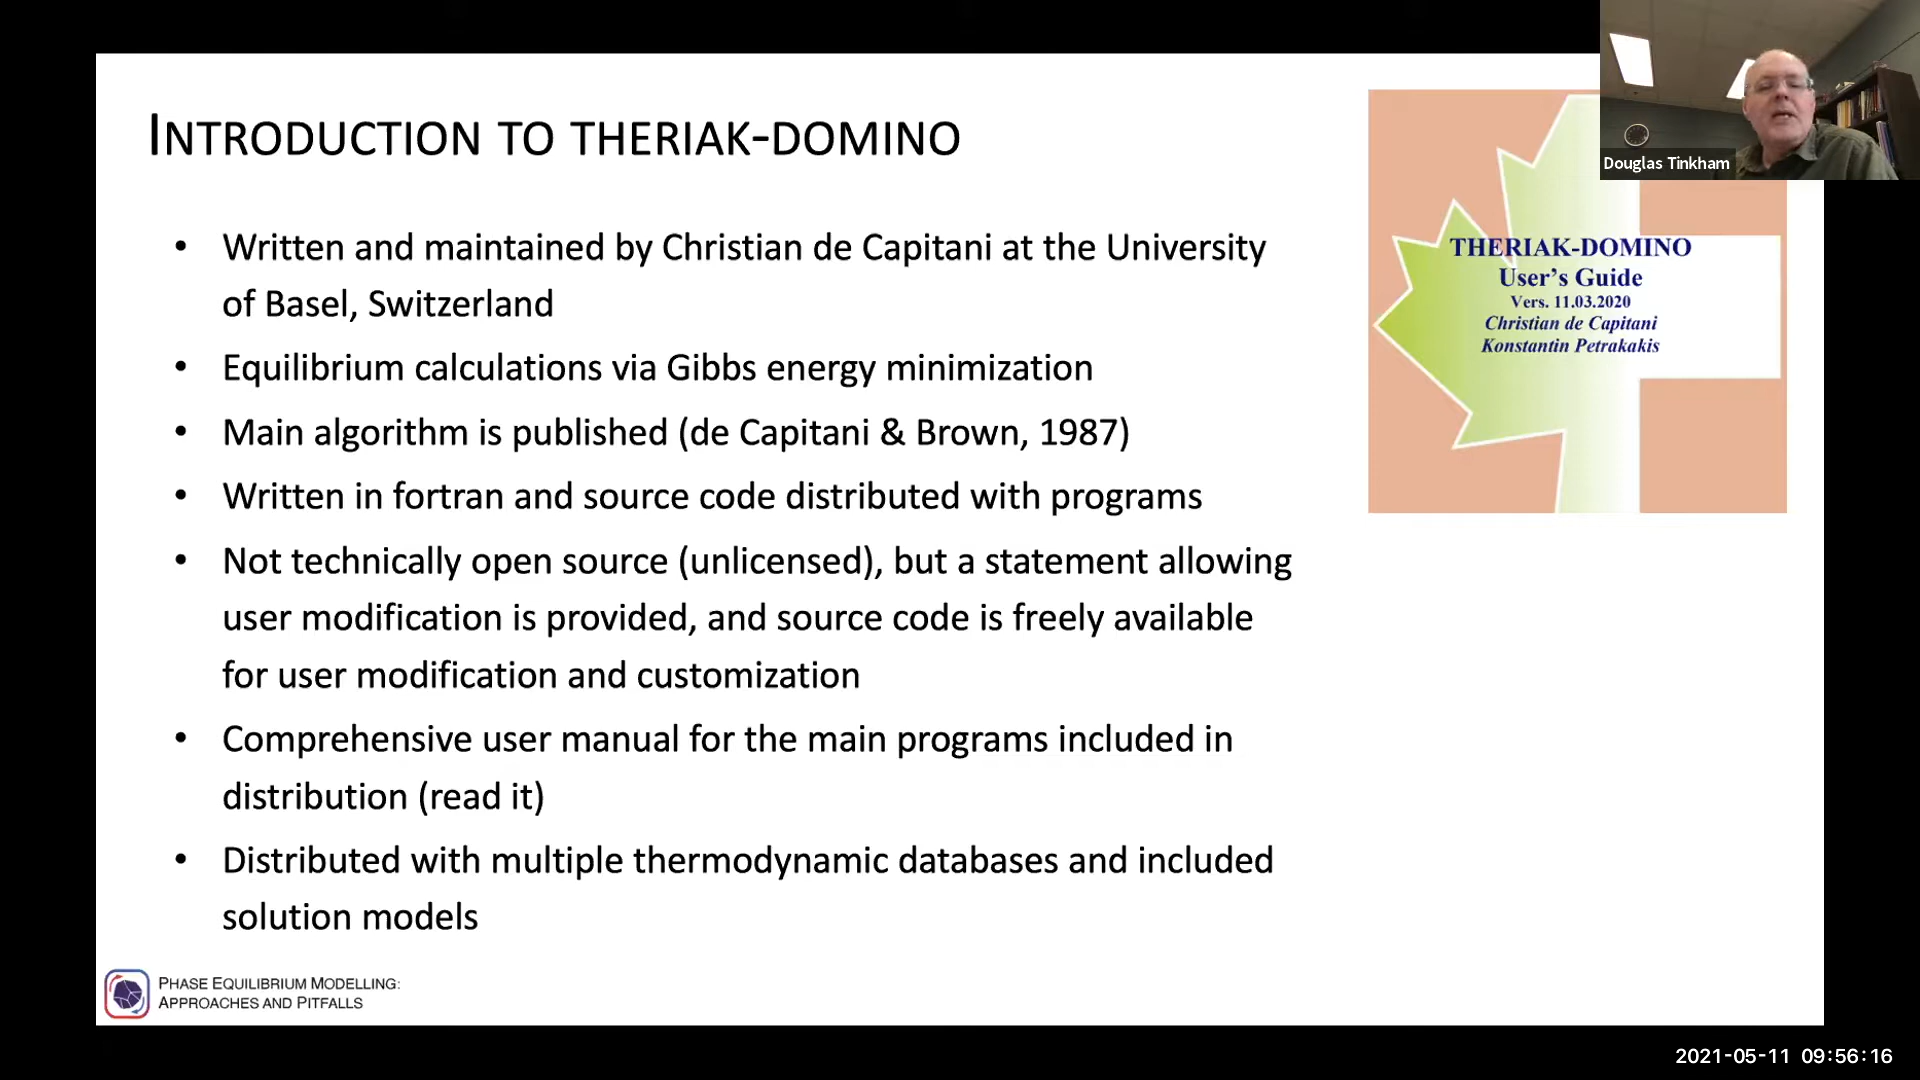 INTRODUCTION TO THERIAK-DOMINO
• Written and maintained by Christian de Capitani at the University
of Basel, Switzerland
• Equilibrium calculations via Gibbs energy minimization
• Main algorithm is published (de Capitani & Brown, 1987)
• Written in fortran and source code distributed with programs
• Not technically open source (unlicensed), but a statement allowing
user modification is provided, and source code is freely available
for user modification and customization
• Comprehensive user manual for the main programs included in
distribution (read it)
• Distributed with multiple thermodynamic databases and included
solution models
THERIAK-DOMINO
User's Guide
Vers. 11.03.2020
Christian de Capitani
Konstantin Petrakakis
Douglas Tinkham
PHASE EQUILIBRIUM MODELLING:
APPROACHES AND PITFALLS
2021-05-11 09:56:16